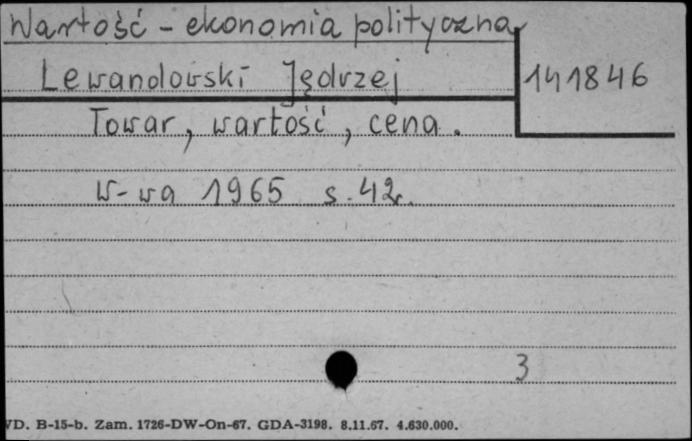 Wartość - ekonomia polityczna
Lewandowski Jędrzej
141846
Towar, wartość, cena.
W-wa 1965 s. 42.
3
VD. B-15-b. Zam. 1726-DW-On-67. GDA-3198. 8.11.67. 4.630.000.